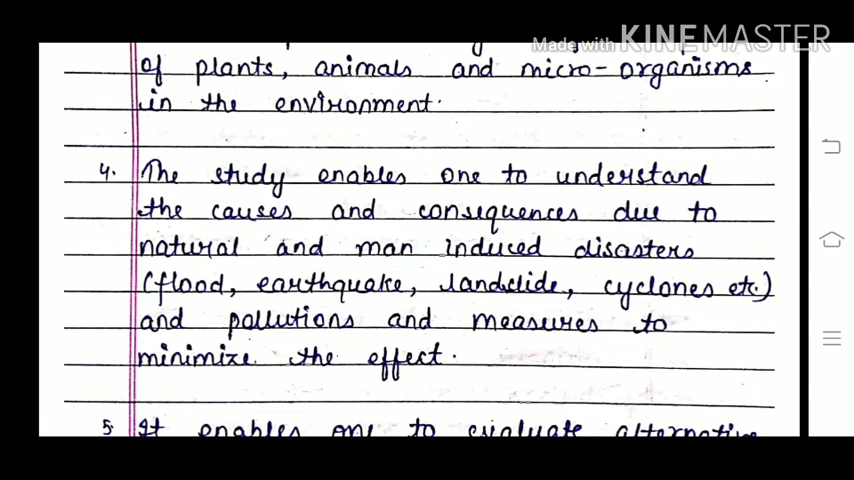 Made with KINEMASTER
of plants, animals and micro-organisms
in the environment.
4. The study enables one to understand
the causes and consequences due to
natural and man induced disasters
(flood, earthquake, landslide, cyclones etc.)
and pollutions and measures to
minimize the effect.
5. It enables one to evaluate alternative